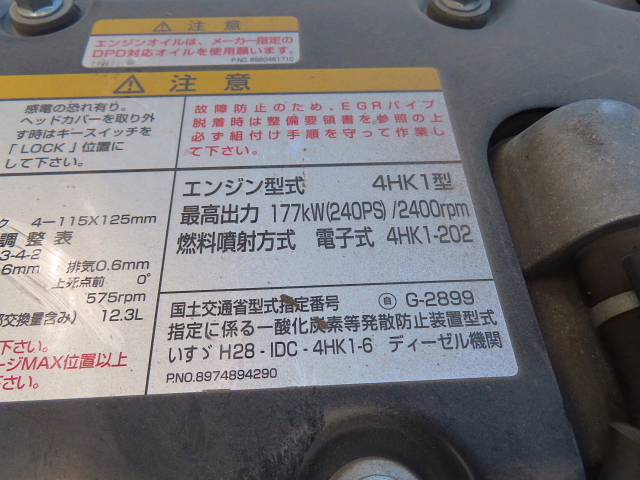 注意
エンジンオイルは、メーカー指定の
DPD対応オイルを使用願います。
P.NO. 8980461710
注意
感電の恐れ有り。
ヘッドカバーを取り外
す時はキースイッチを
「LOCK」位置に
して下さい。
故障防止のため、EGRパイプ
脱着時は整備要領書を参照の上
必ず組付け手順を守って作業し
て下さい。
エンジン型式 4HK1型
最高出力 177kW(240PS)/2400rpm
燃料噴射方式 電子式 4HK1-202
ク 4-115X125mm
調整表
3-4-2
6mm 排気0.6mm
上死点前 0°
575rpm
交換量含み) 12.3L
下さい。
ージMAX位置以上
下さい。
国土交通省型式指定番号 自 G-2899
指定に係る一酸化炭素等発散防止装置型式
いすゞ H28-IDC-4HK1-6 ディーゼル機関
P.NO.8974894290